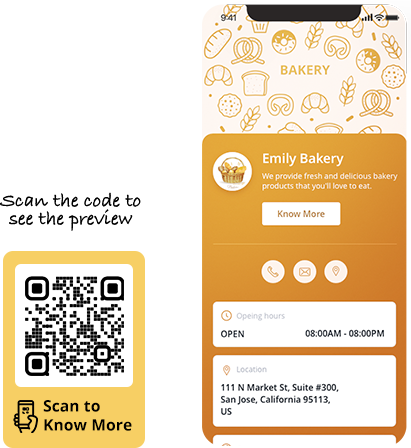 9:41
BAKERY
Emily Bakery
We provide fresh and delicious bakery
products that you'll love to eat.
Know More
Scan the code to
see the preview
Opeing hours
OPEN 08:00AM - 08:00PM
Location
111 N Market St, Suite #300,
San Jose, California 95113,
US
Scan to
Know More